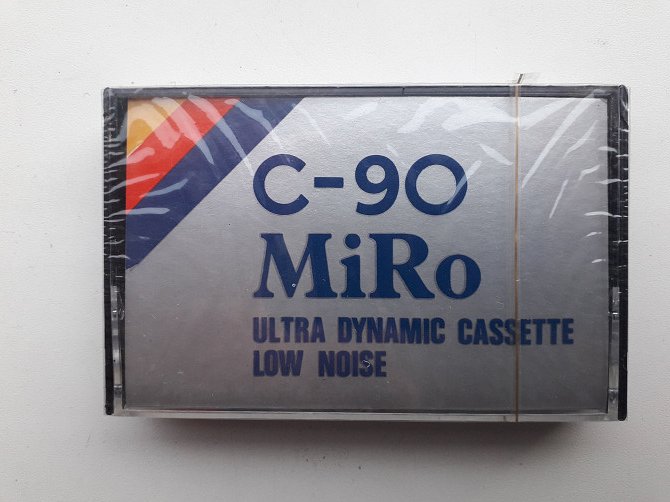 C-90
MiRo
ULTRA DYNAMIC CASSETTE
LOW NOISE